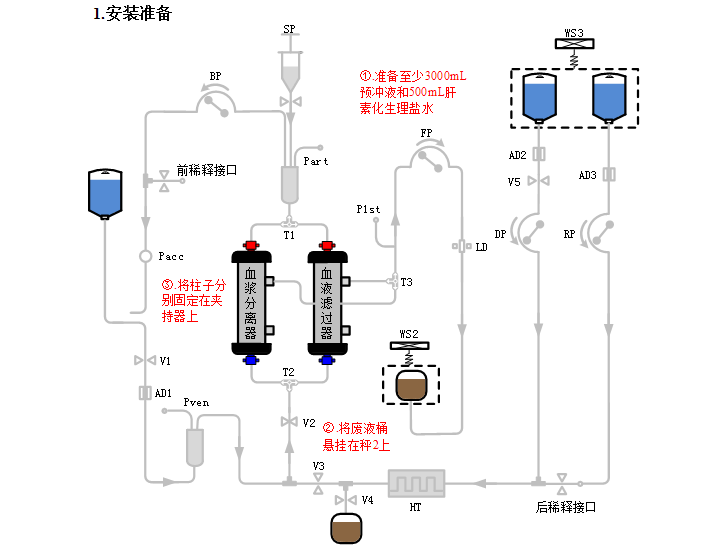 1.安装准备
SP
WS3
BP
①.准备至少3000mL
预冲液和500mL肝
素化生理盐水
FP
Part
前稀释接口
AD2
V5
AD3
P1st
T1
DP
RP
Pacc
LD
血浆分离器
血液滤过器
T3
③.将柱子分
别固定在夹
持器上
WS2
V1
T2
AD1
Pven
V2
②.将废液桶
悬挂在秤2上
V3
V4
HT
后稀释接口